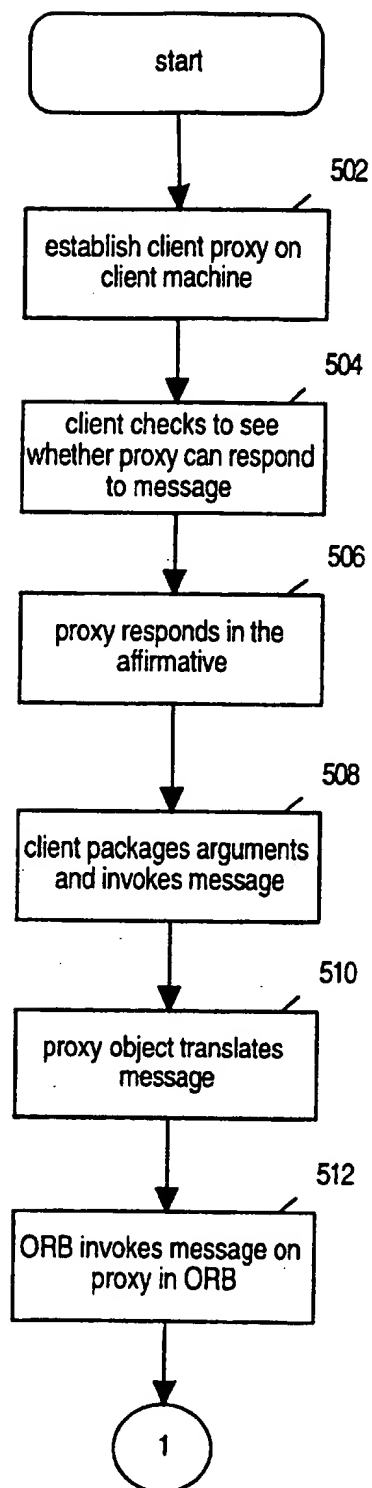 start
502
establish client proxy on
client machine
504
client checks to see
whether proxy can respond
to message
506
proxy responds in the
affirmative
508
client packages arguments
and invokes message
510
proxy object translates
message
512
ORB invokes message on
proxy in ORB
1